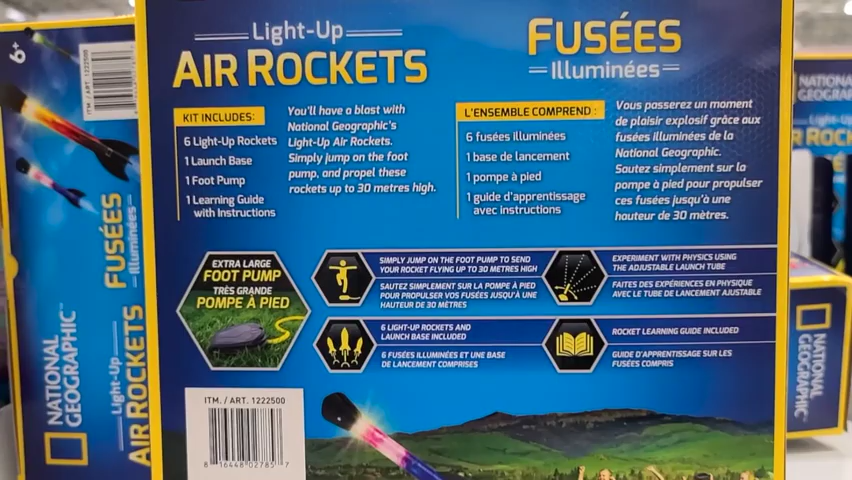 Light-Up
AIR ROCKETS
FUSÉES
Illuminées
KIT INCLUDES:
6 Light-Up Rockets
1 Launch Base
1 Foot Pump
1 Learning Guide
with Instructions
You'll have a blast with
National Geographic's
Light-Up Air Rockets.
Simply jump on the foot
pump, and propel these
rockets up to 30 metres high.
L'ENSEMBLE COMPREND :
6 fusées illuminées
1 base de lancement
1 pompe à pied
1 guide d'apprentissage
avec instructions
Vous passerez un moment
de plaisir explosif grâce aux
fusées illuminées de la
National Geographic.
Sautez simplement sur la
pompe à pied pour propulser
ces fusées jusqu'à une
hauteur de 30 mètres.
EXTRA LARGE
FOOT PUMP
TRÈS GRANDE
POMPE À PIED
SIMPLY JUMP ON THE FOOT PUMP TO SEND
YOUR ROCKET FLYING UP TO 30 METRES HIGH
SAUTEZ SIMPLEMENT SUR LA POMPE À PIED
POUR PROPULSER VOS FUSÉES JUSQU'À UNE
HAUTEUR DE 30 MÈTRES
EXPERIMENT WITH PHYSICS USING
THE ADJUSTABLE LAUNCH TUBE
FAITES DES EXPÉRIENCES EN PHYSIQUE
AVEC LE TUBE DE LANCEMENT AJUSTABLE
6 LIGHT-UP ROCKETS AND
LAUNCH BASE INCLUDED
6 FUSÉES ILLUMINÉES ET UNE BASE
DE LANCEMENT COMPRISES
ROCKET LEARNING GUIDE INCLUDED
GUIDE D'APPRENTISSAGE SUR LES
FUSÉES COMPRIS
ITM. / ART. 1222500
8 16448 02785 7
6+
ITM. / ART. 1222500
NATIONAL
GEOGRAPHIC™
Light-Up
AIR ROCKETS
FUSÉES
Illuminées
NATIONAL
GEOGRAPHIC